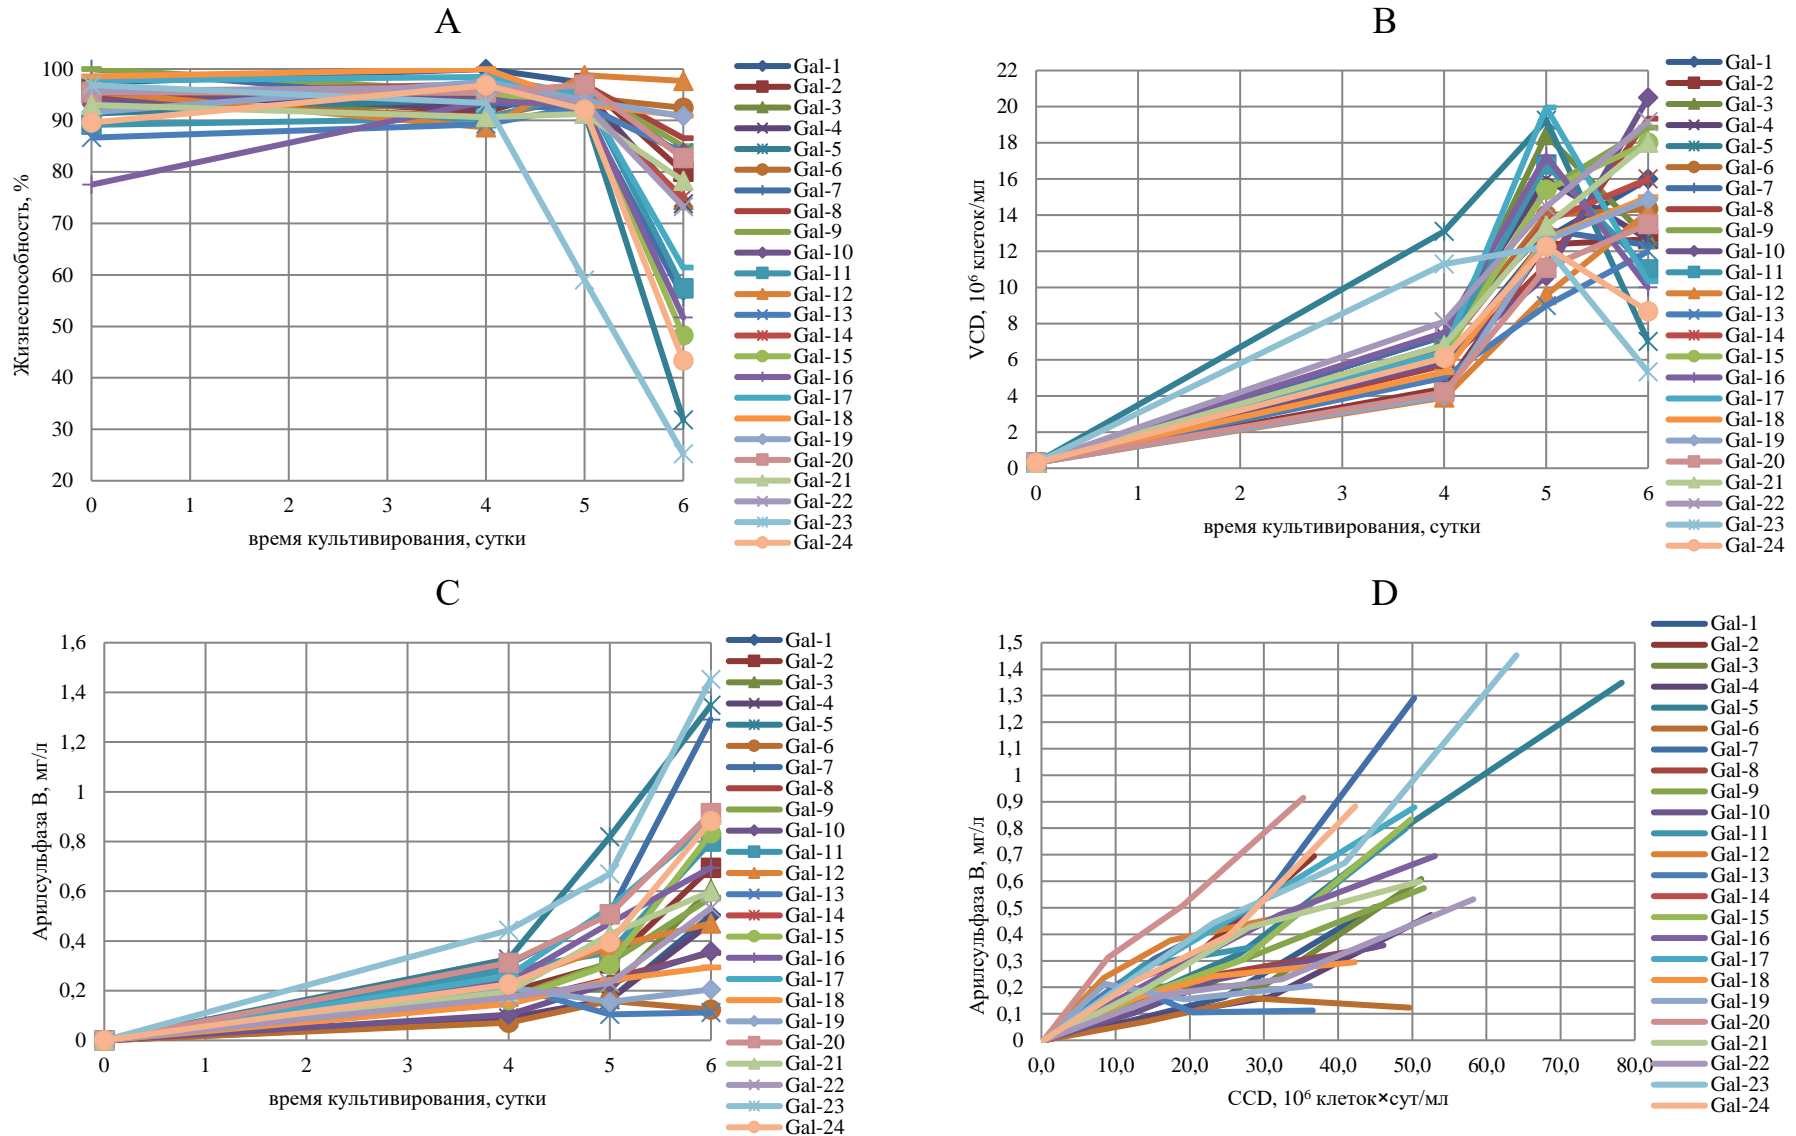 A
100
90
80
70
60
50
40
30
20
0
1
2
3
4
5
6
Жизнеспособность, %
время культивирования, сутки
Gal-1
Gal-2
Gal-3
Gal-4
Gal-5
Gal-6
Gal-7
Gal-8
Gal-9
Gal-10
Gal-11
Gal-12
Gal-13
Gal-14
Gal-15
Gal-16
Gal-17
Gal-18
Gal-19
Gal-20
Gal-21
Gal-22
Gal-23
Gal-24
B
22
20
18
16
14
12
10
8
6
4
2
0
0
1
2
3
4
5
6
VCD, 10⁶ клеток/мл
время культивирования, сутки
Gal-1
Gal-2
Gal-3
Gal-4
Gal-5
Gal-6
Gal-7
Gal-8
Gal-9
Gal-10
Gal-11
Gal-12
Gal-13
Gal-14
Gal-15
Gal-16
Gal-17
Gal-18
Gal-19
Gal-20
Gal-21
Gal-22
Gal-23
Gal-24
C
1,6
1,4
1,2
1
0,8
0,6
0,4
0,2
0
0
1
2
3
4
5
6
Арилсульфаза В, мг/л
время культивирования, сутки
Gal-1
Gal-2
Gal-3
Gal-4
Gal-5
Gal-6
Gal-7
Gal-8
Gal-9
Gal-10
Gal-11
Gal-12
Gal-13
Gal-14
Gal-15
Gal-16
Gal-17
Gal-18
Gal-19
Gal-20
Gal-21
Gal-22
Gal-23
Gal-24
D
1,5
1,4
1,3
1,2
1,1
1
0,9
0,8
0,7
0,6
0,5
0,4
0,3
0,2
0,1
0
0,0
10,0
20,0
30,0
40,0
50,0
60,0
70,0
80,0
Арилсульфаза В, мг/л
CCD, 10⁶ клеток×сут/мл
Gal-1
Gal-2
Gal-3
Gal-4
Gal-5
Gal-6
Gal-7
Gal-8
Gal-9
Gal-10
Gal-11
Gal-12
Gal-13
Gal-14
Gal-15
Gal-16
Gal-17
Gal-18
Gal-19
Gal-20
Gal-21
Gal-22
Gal-23
Gal-24